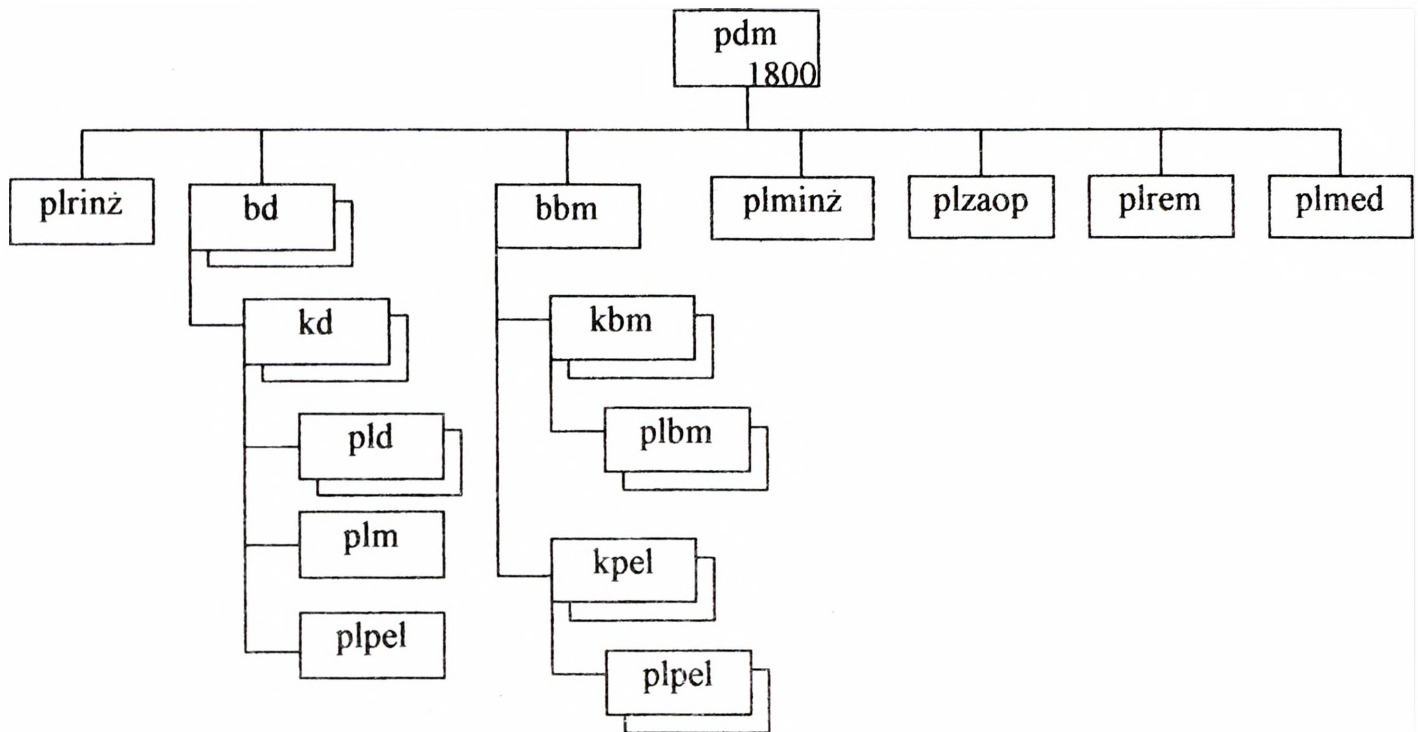 pdm
1800
plrinż
bd
bbm
plminż
plzaop
plrem
plmed
kd
kbm
pld
plbm
plm
kpel
plpel
plpel